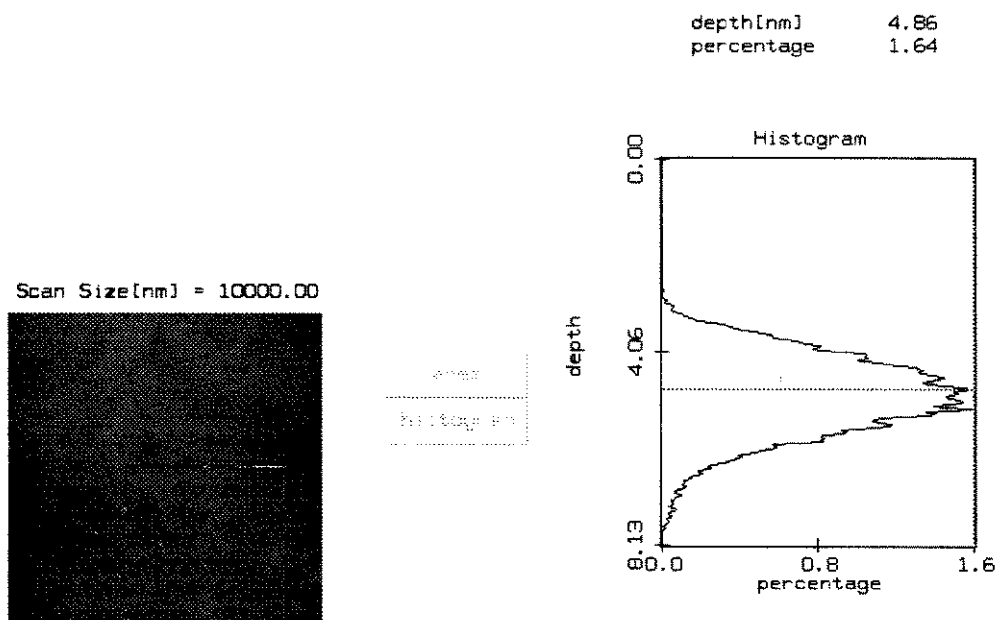 depth[nm] 4.86
percentage 1.64
Histogram
0.00
4.06
8.13
depth
0.0 0.8 1.6
percentage
Scan Size[nm] = 10000.00